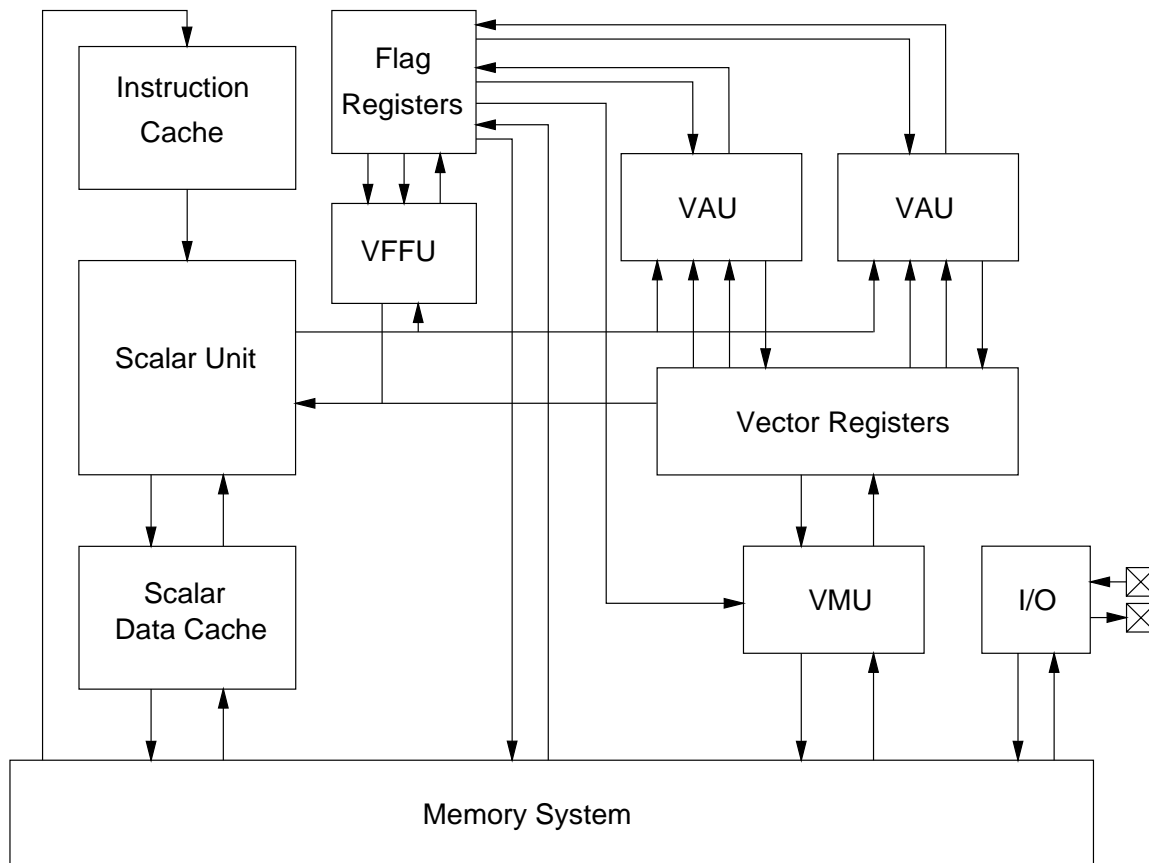 Instruction
Cache
Flag
Registers
VAU
VAU
VFFU
Scalar Unit
Vector Registers
Scalar
Data Cache
VMU
I/O
Memory System